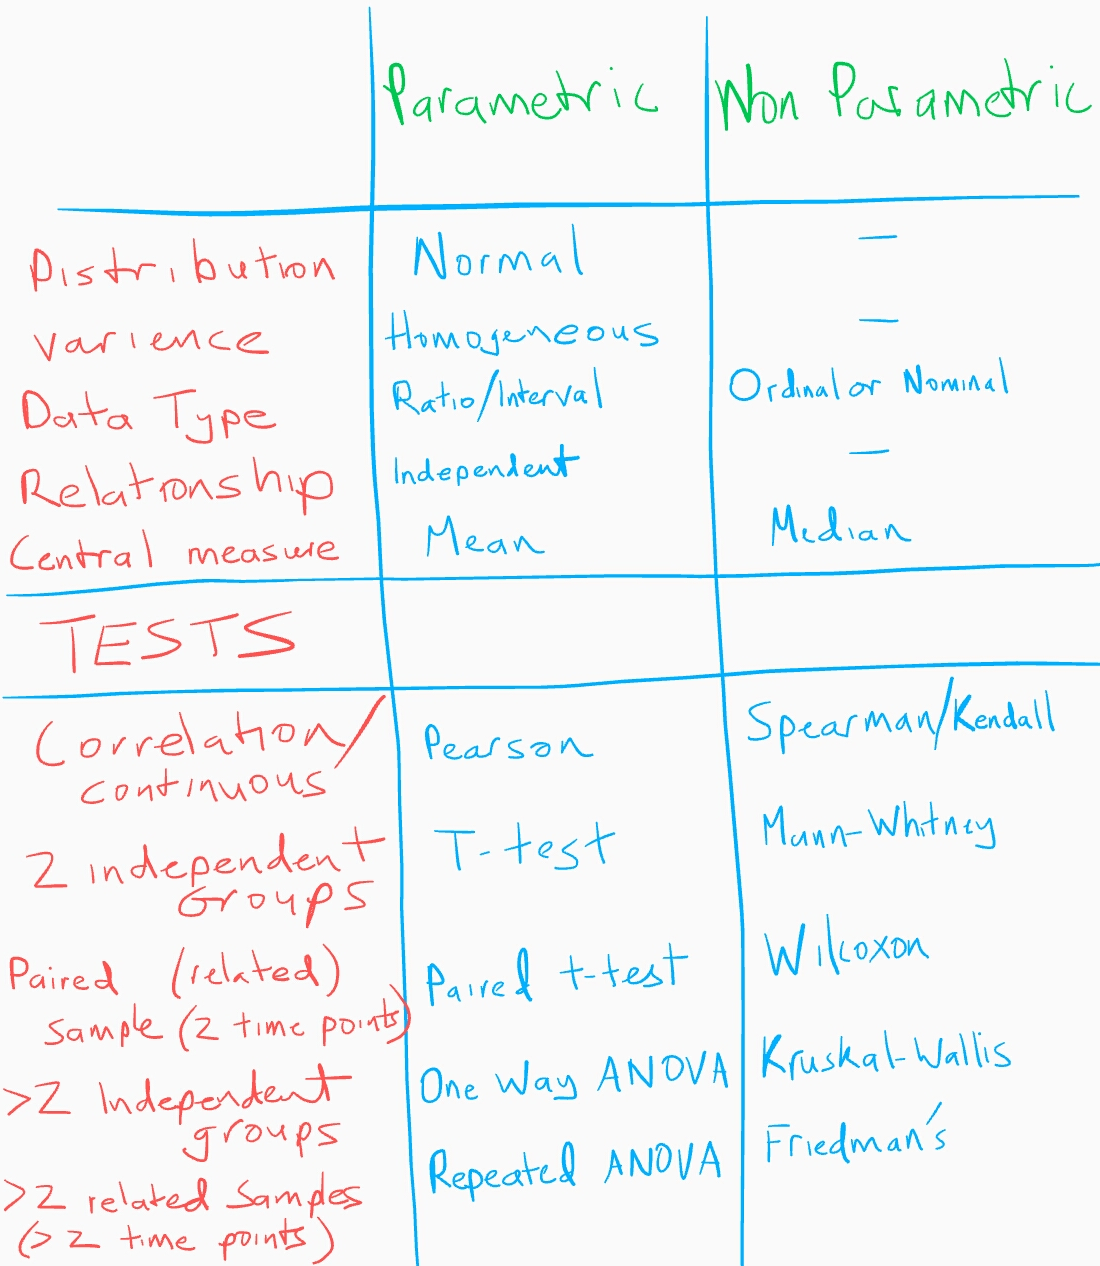 Parametric Non Parametric
Distribution Normal –
varience Homogeneous –
Data Type Ratio/Interval Ordinal or Nominal
Relationship Independent –
Central measure Mean Median
TESTS
Correlation/ Pearson Spearman/Kendall
continuous
2 independent T-test Mann-Whitney
Groups
Paired (related) Paired t-test Wilcoxon
sample (2 time points)
>2 Independent One Way ANOVA Kruskal-Wallis
groups
>2 related Samples Repeated ANOVA Friedman's
(>2 time points)